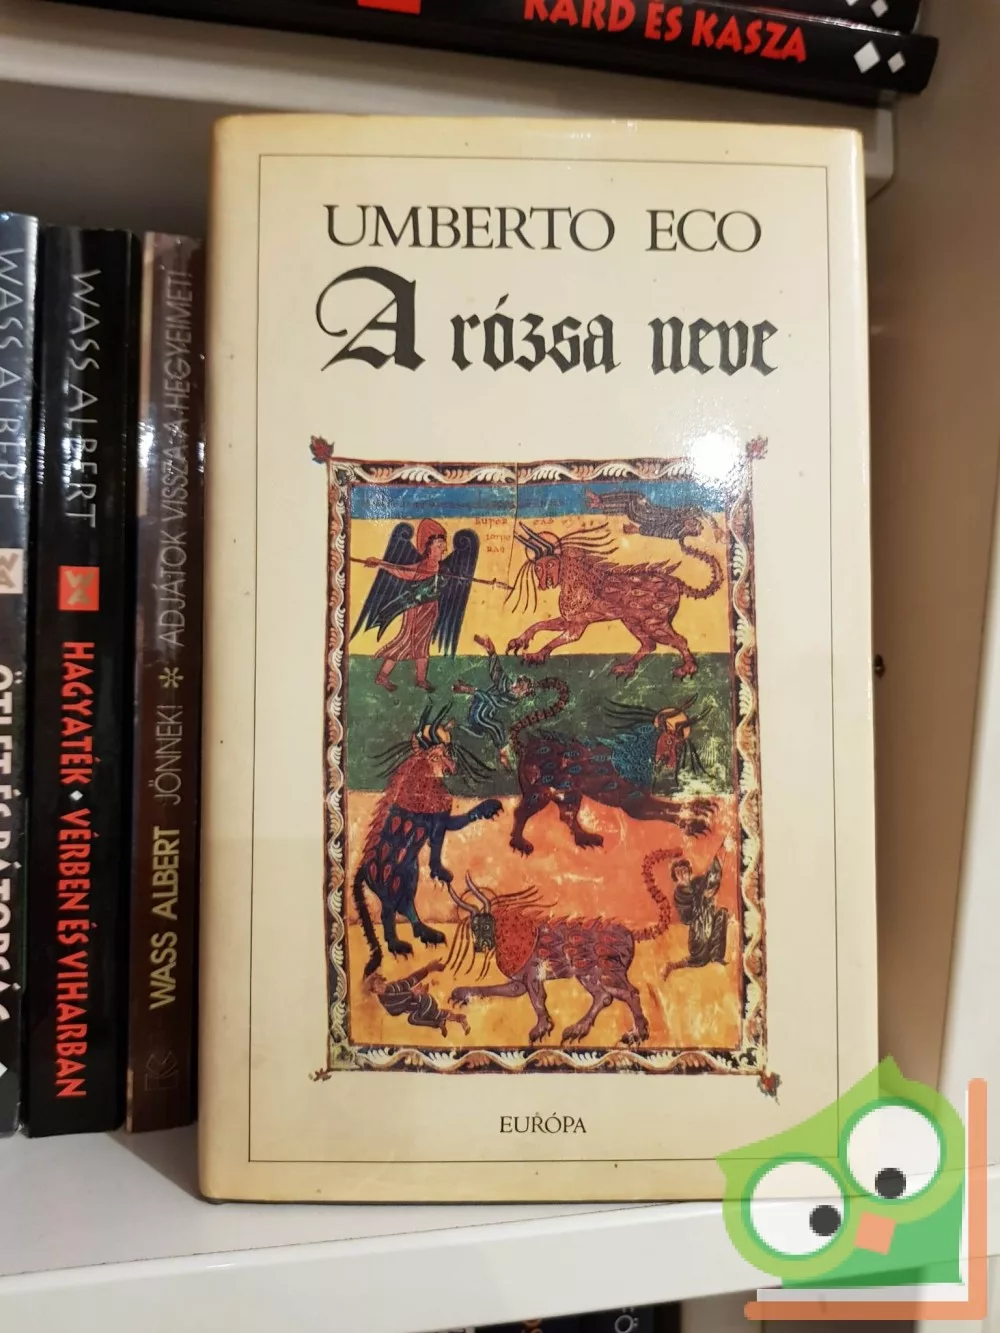 KARD ÉS KASZA
UMBERTO ECO
A rózsa neve
EURÓPA
WASS ALBERT
WASS ALBERT
WA
HAGYATÉK • VÉRBEN ÉS VIHARBAN
WASS ALBERT JÖNNEK! * ADJÁTOK VISSZA A HEGYEIMET!